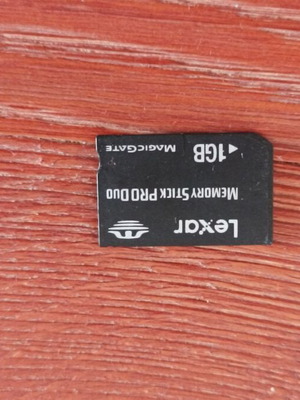 Lexar
MEMORY STICK PRO DUO
◄ 1GB
MAGICGATE